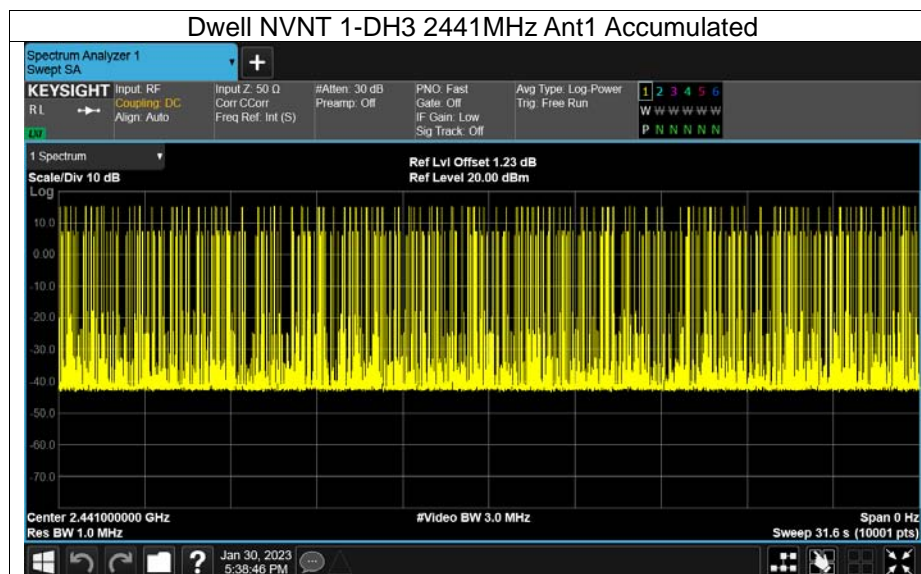 Dwell NVNT 1-DH3 2441MHz Ant1 Accumulated
Spectrum Analyzer 1
Swept SA
+
KEYSIGHT
RL
LXI
Input: RF
Coupling: DC
Align: Auto
Input Z: 50 Ω
Corr CCorr
Freq Ref: Int (S)
#Atten: 30 dB
Preamp: Off
PNO: Fast
Gate: Off
IF Gain: Low
Sig Track: Off
Avg Type: Log-Power
Trig: Free Run
1 2 3 4 5 6
W W W W W W
P N N N N N
1 Spectrum
Scale/Div 10 dB
Ref Lvl Offset 1.23 dB
Ref Level 20.00 dBm
Log
10.0
0.00
-10.0
-20.0
-30.0
-40.0
-50.0
-60.0
-70.0
Center 2.441000000 GHz
Res BW 1.0 MHz
#Video BW 3.0 MHz
Span 0 Hz
Sweep 31.6 s (10001 pts)
?
Jan 30, 2023
5:38:46 PM